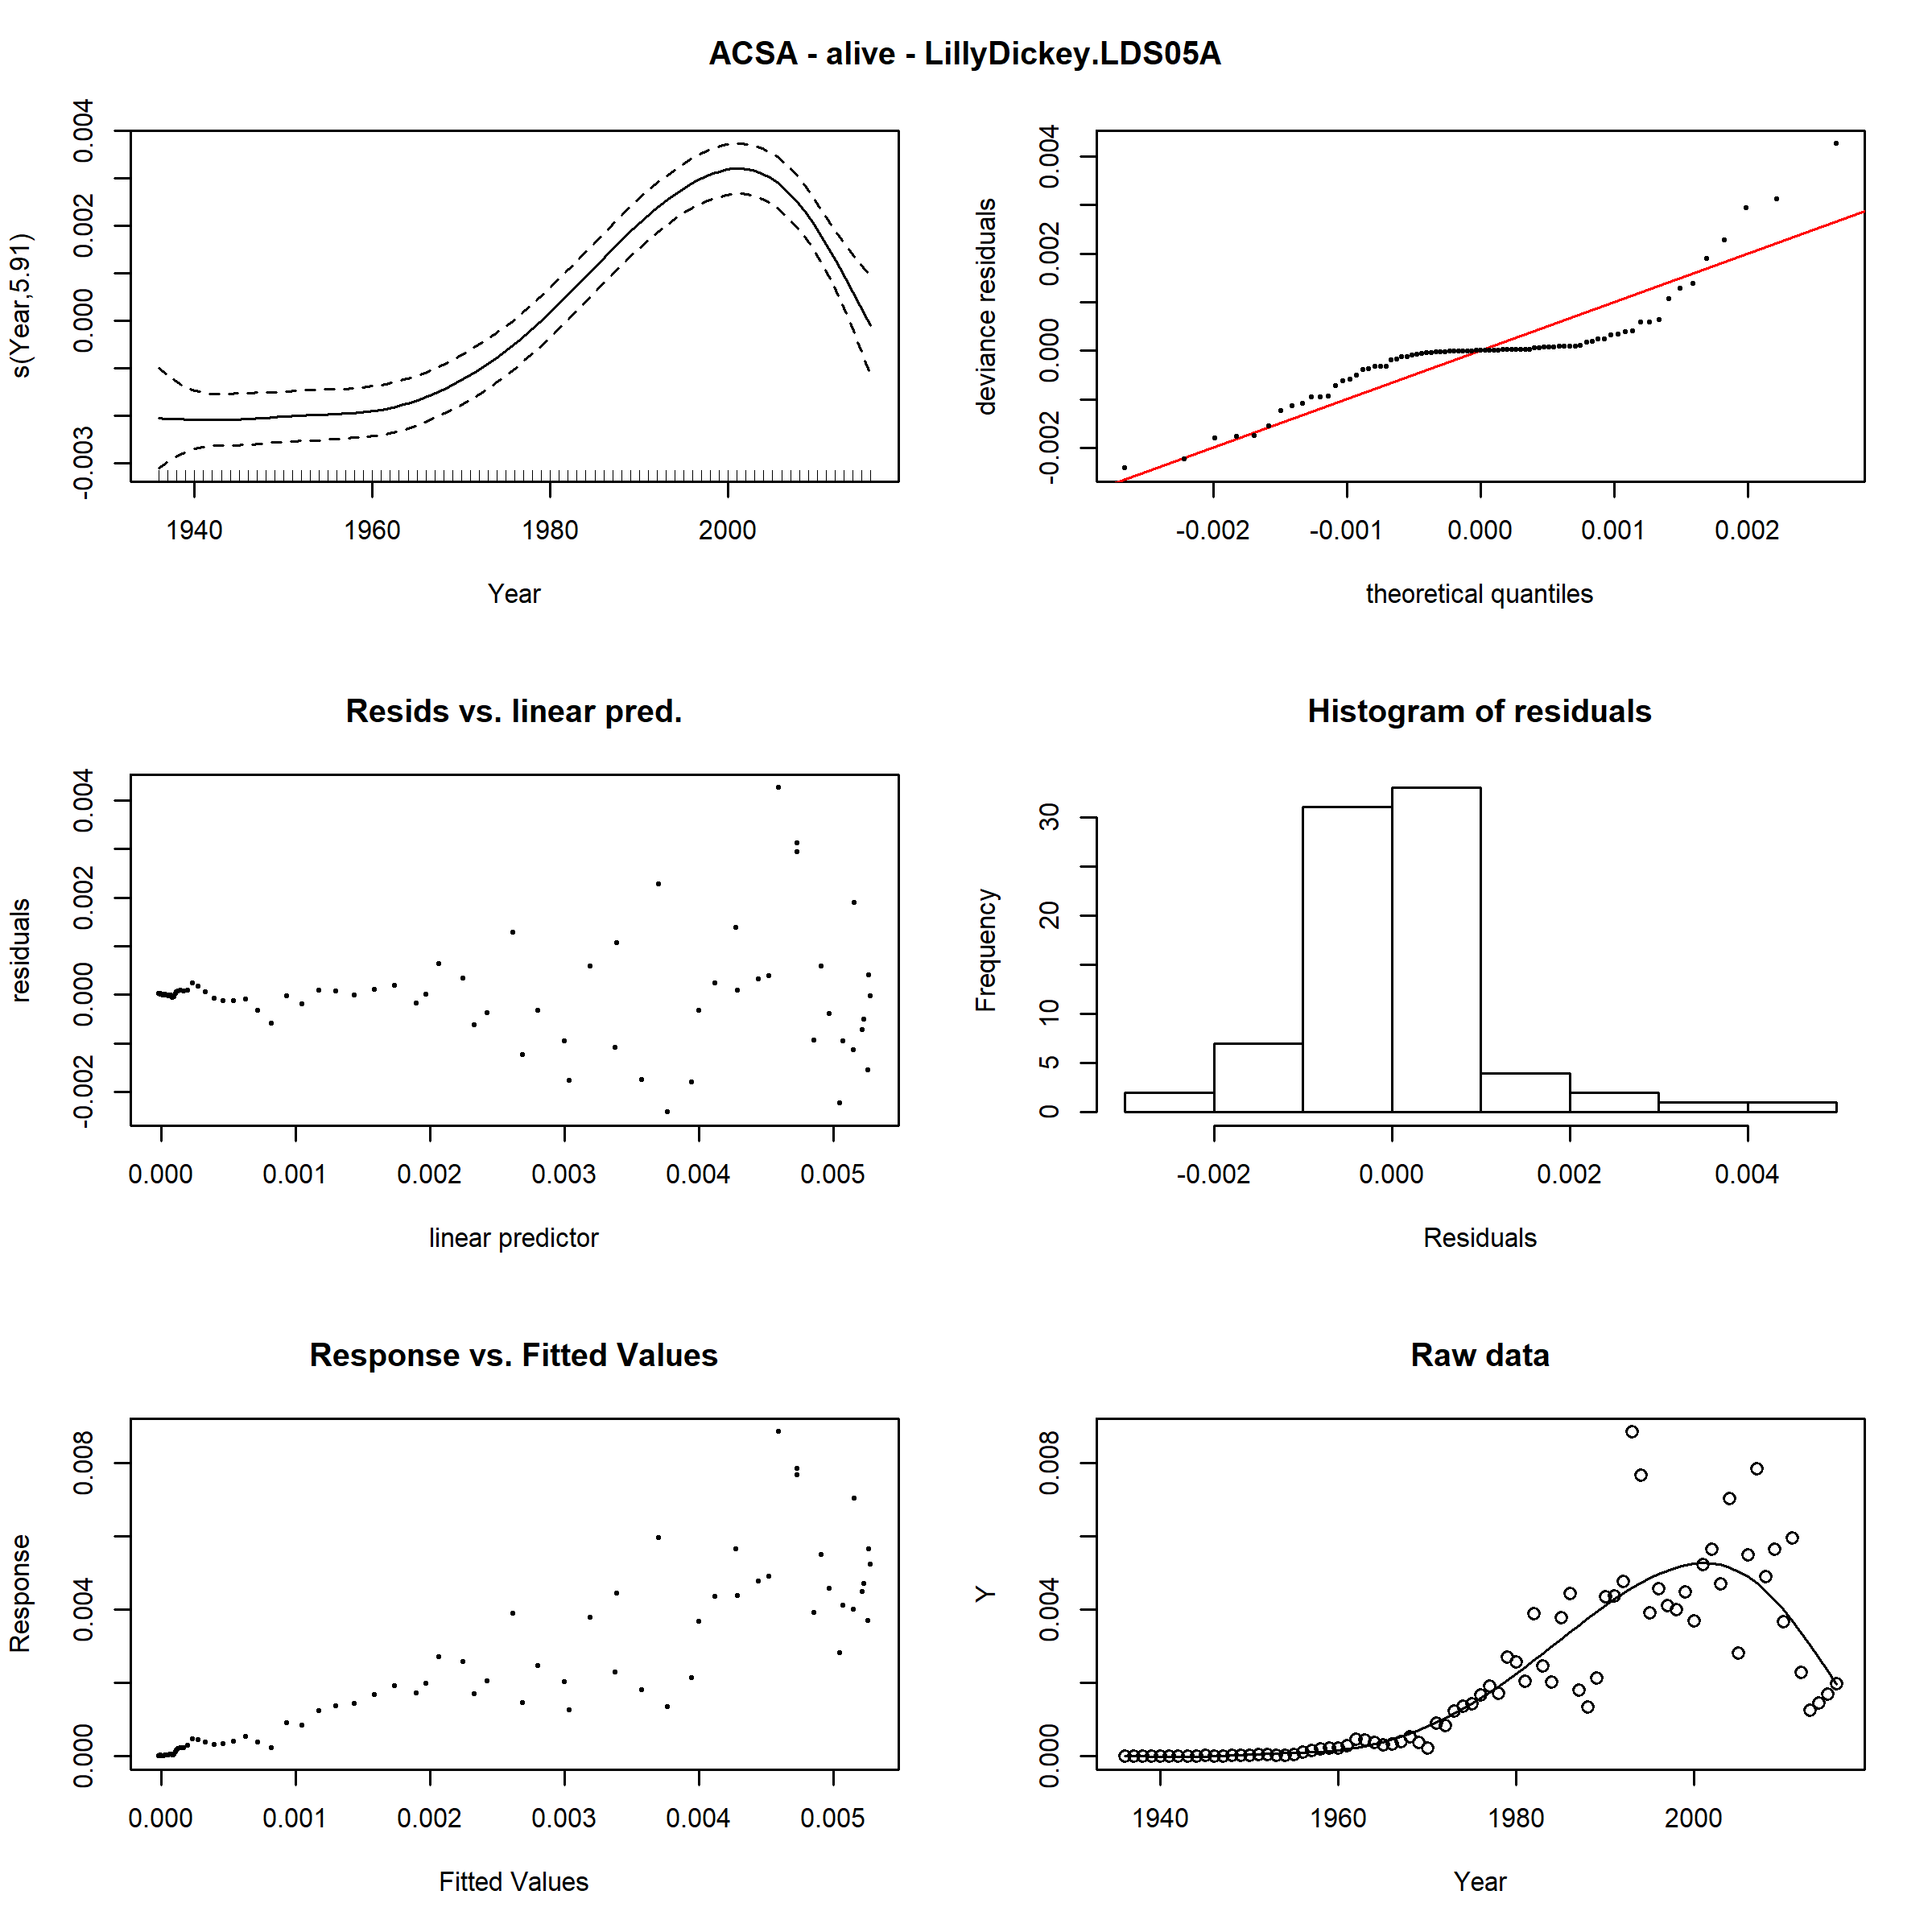 ACSA - alive - LillyDickey.LDS05A
s(Year,5.91)
-0.003 0.000 0.002 0.004
1940 1960 1980 2000
Year
deviance residuals
-0.002 0.000 0.002 0.004
-0.002 -0.001 0.000 0.001 0.002
theoretical quantiles
Resids vs. linear pred.
residuals
-0.002 0.000 0.002 0.004
0.000 0.001 0.002 0.003 0.004 0.005
linear predictor
Histogram of residuals
Frequency
0 5 10 20 30
-0.002 0.000 0.002 0.004
Residuals
Response vs. Fitted Values
Response
0.000 0.004 0.008
0.000 0.001 0.002 0.003 0.004 0.005
Fitted Values
Raw data
Y
0.000 0.004 0.008
1940 1960 1980 2000
Year